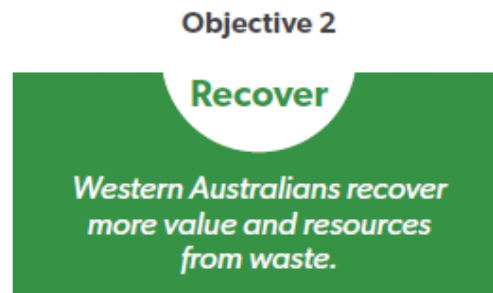 Objective 2
Recover
Western Australians recover
more value and resources
from waste.